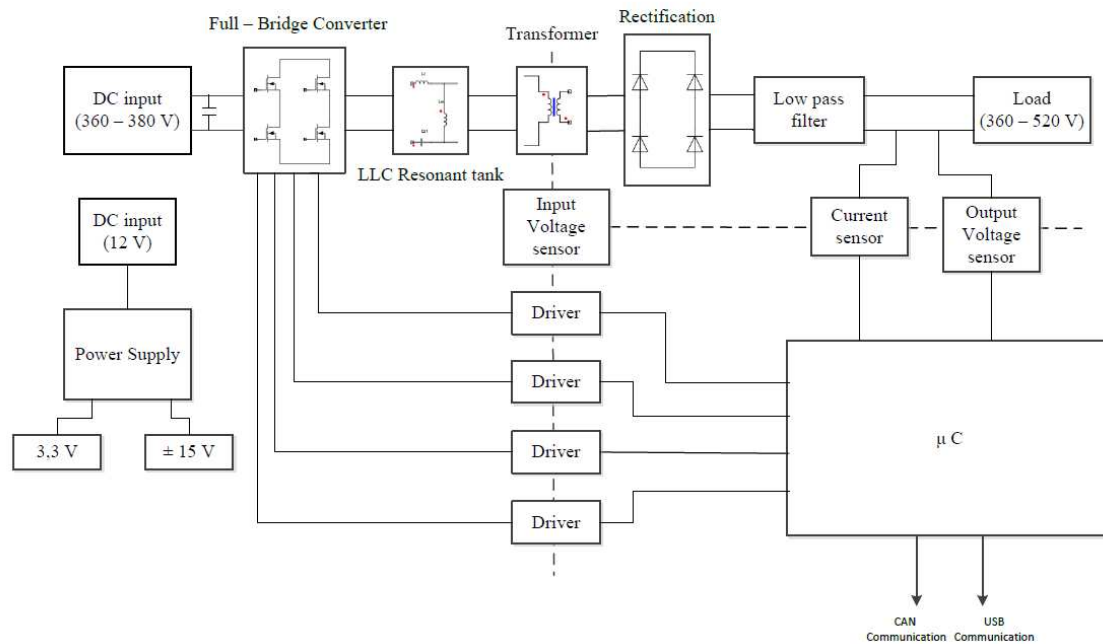 Full – Bridge Converter
Transformer
Rectification
DC input
(360 – 380 V)
Low pass
filter
Load
(360 – 520 V)
LLC Resonant tank
DC input
(12 V)
Input
Voltage
sensor
Current
sensor
Output
Voltage
sensor
Driver
Power Supply
Driver
μ C
3,3 V
± 15 V
Driver
Driver
CAN
Communication
USB
Communication